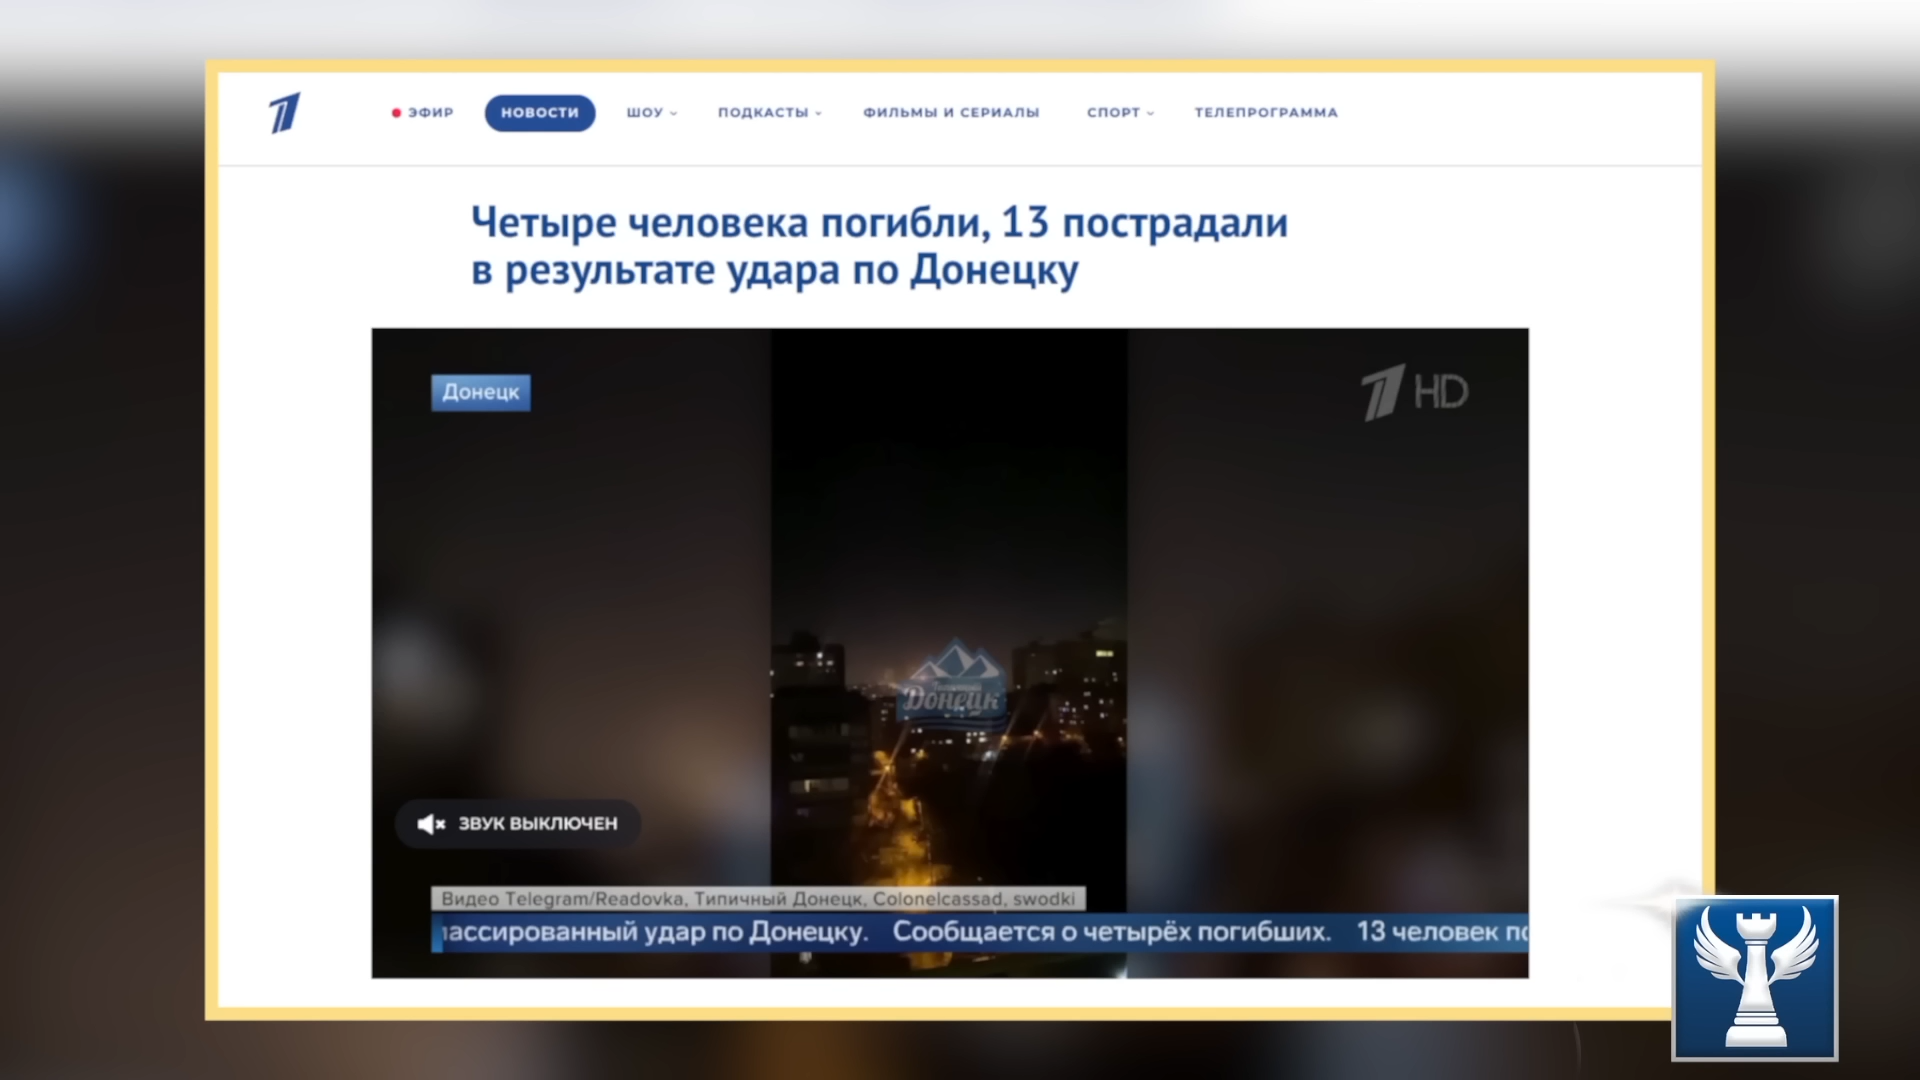 ЭФИР
НОВОСТИ
ШОУ
ПОДКАСТЫ
ФИЛЬМЫ И СЕРИАЛЫ
СПОРТ
ТЕЛЕПРОГРАММА
Четыре человека погибли, 13 пострадали
в результате удара по Донецку
Донецк
HD
Донецк
ЗВУК ВЫКЛЮЧЕН
Видео Telegram/Readovka, Типичный Донецк, Colonelcassad, swodki
ассированный удар по Донецку. Сообщается о четырёх погибших. 13 человек по